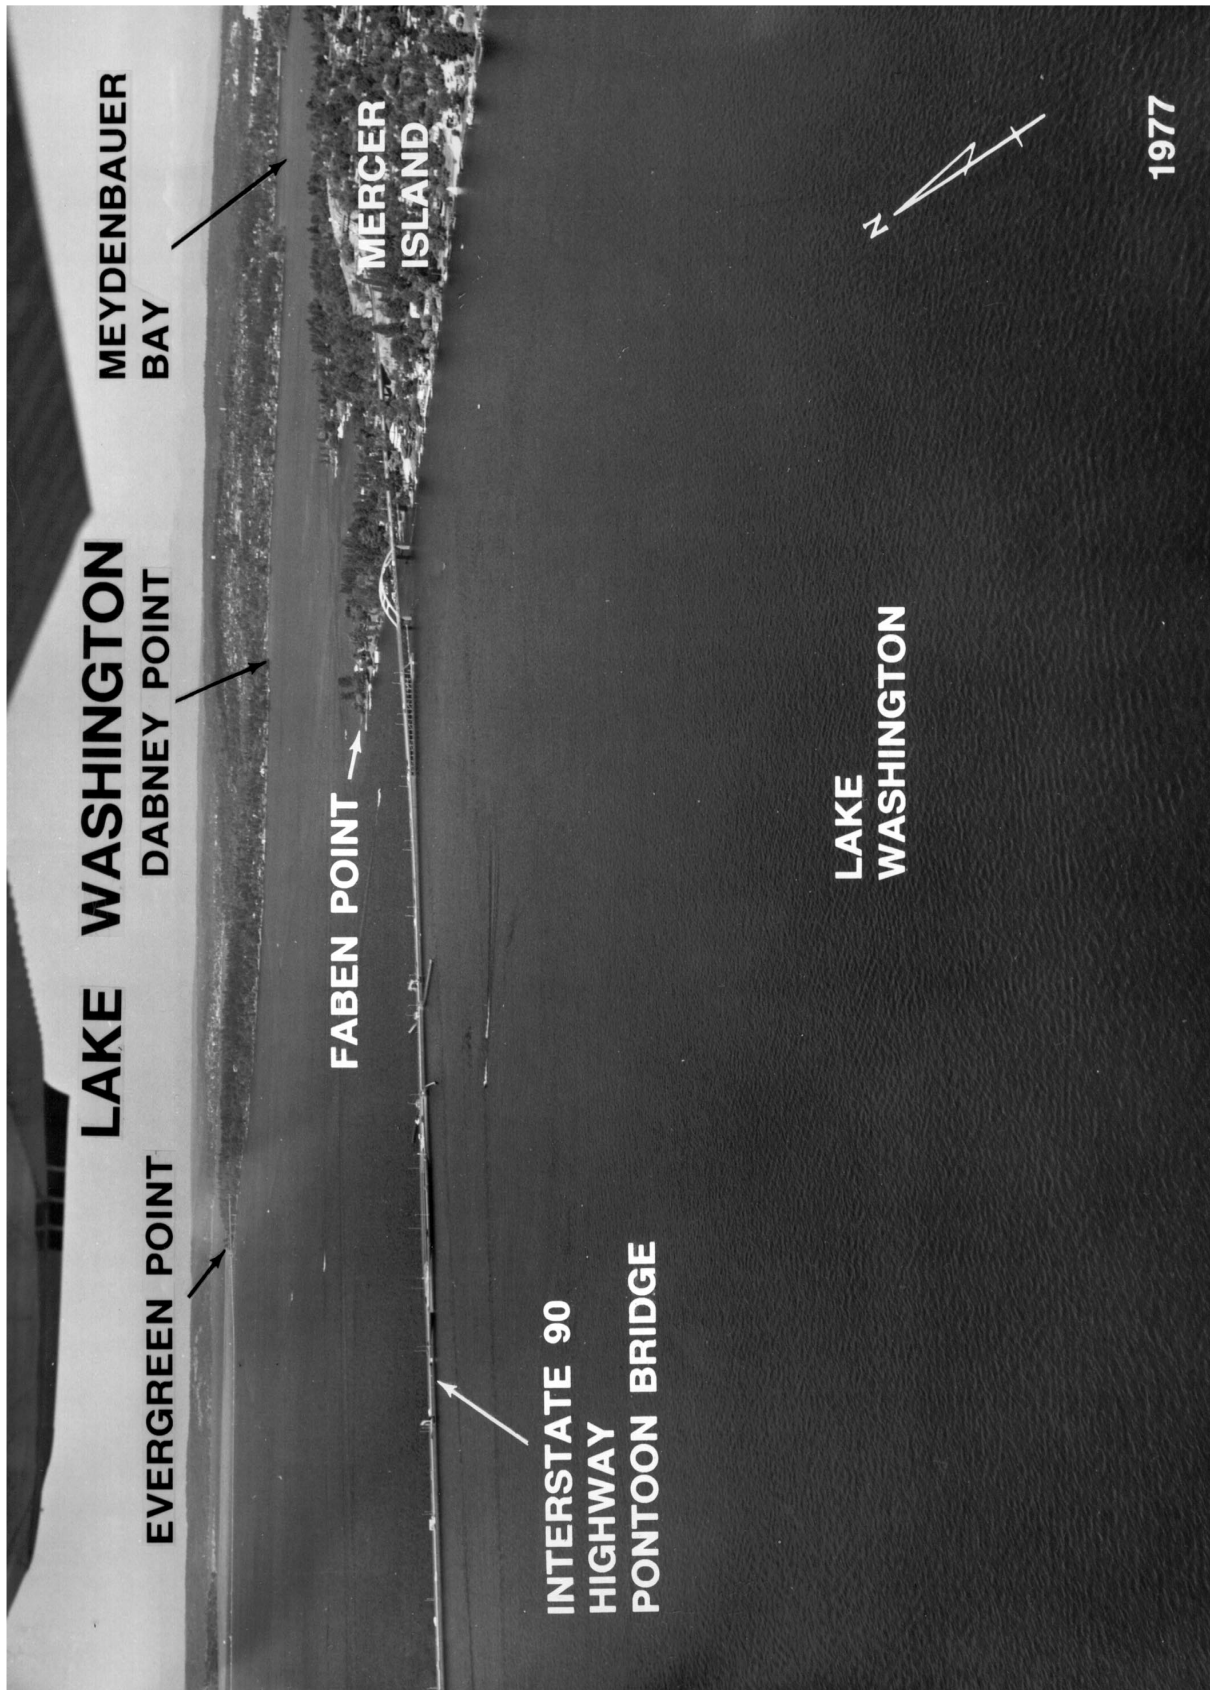 LAKE WASHINGTON
EVERGREEN POINT
DABNEY POINT
MEYDENBAUER
BAY
FABEN POINT
MERCER
ISLAND
INTERSTATE 90
HIGHWAY
PONTOON BRIDGE
LAKE
WASHINGTON
N
1977